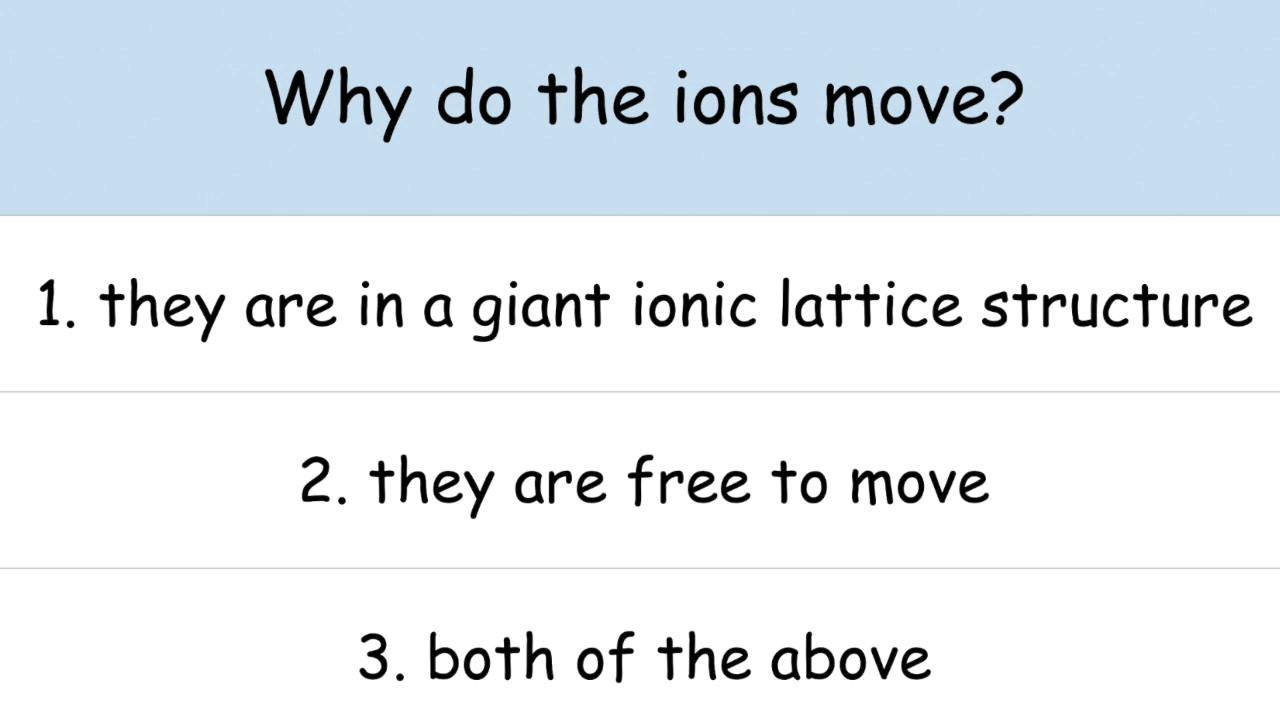 Why do the ions move?
1. they are in a giant ionic lattice structure
2. they are free to move
3. both of the above